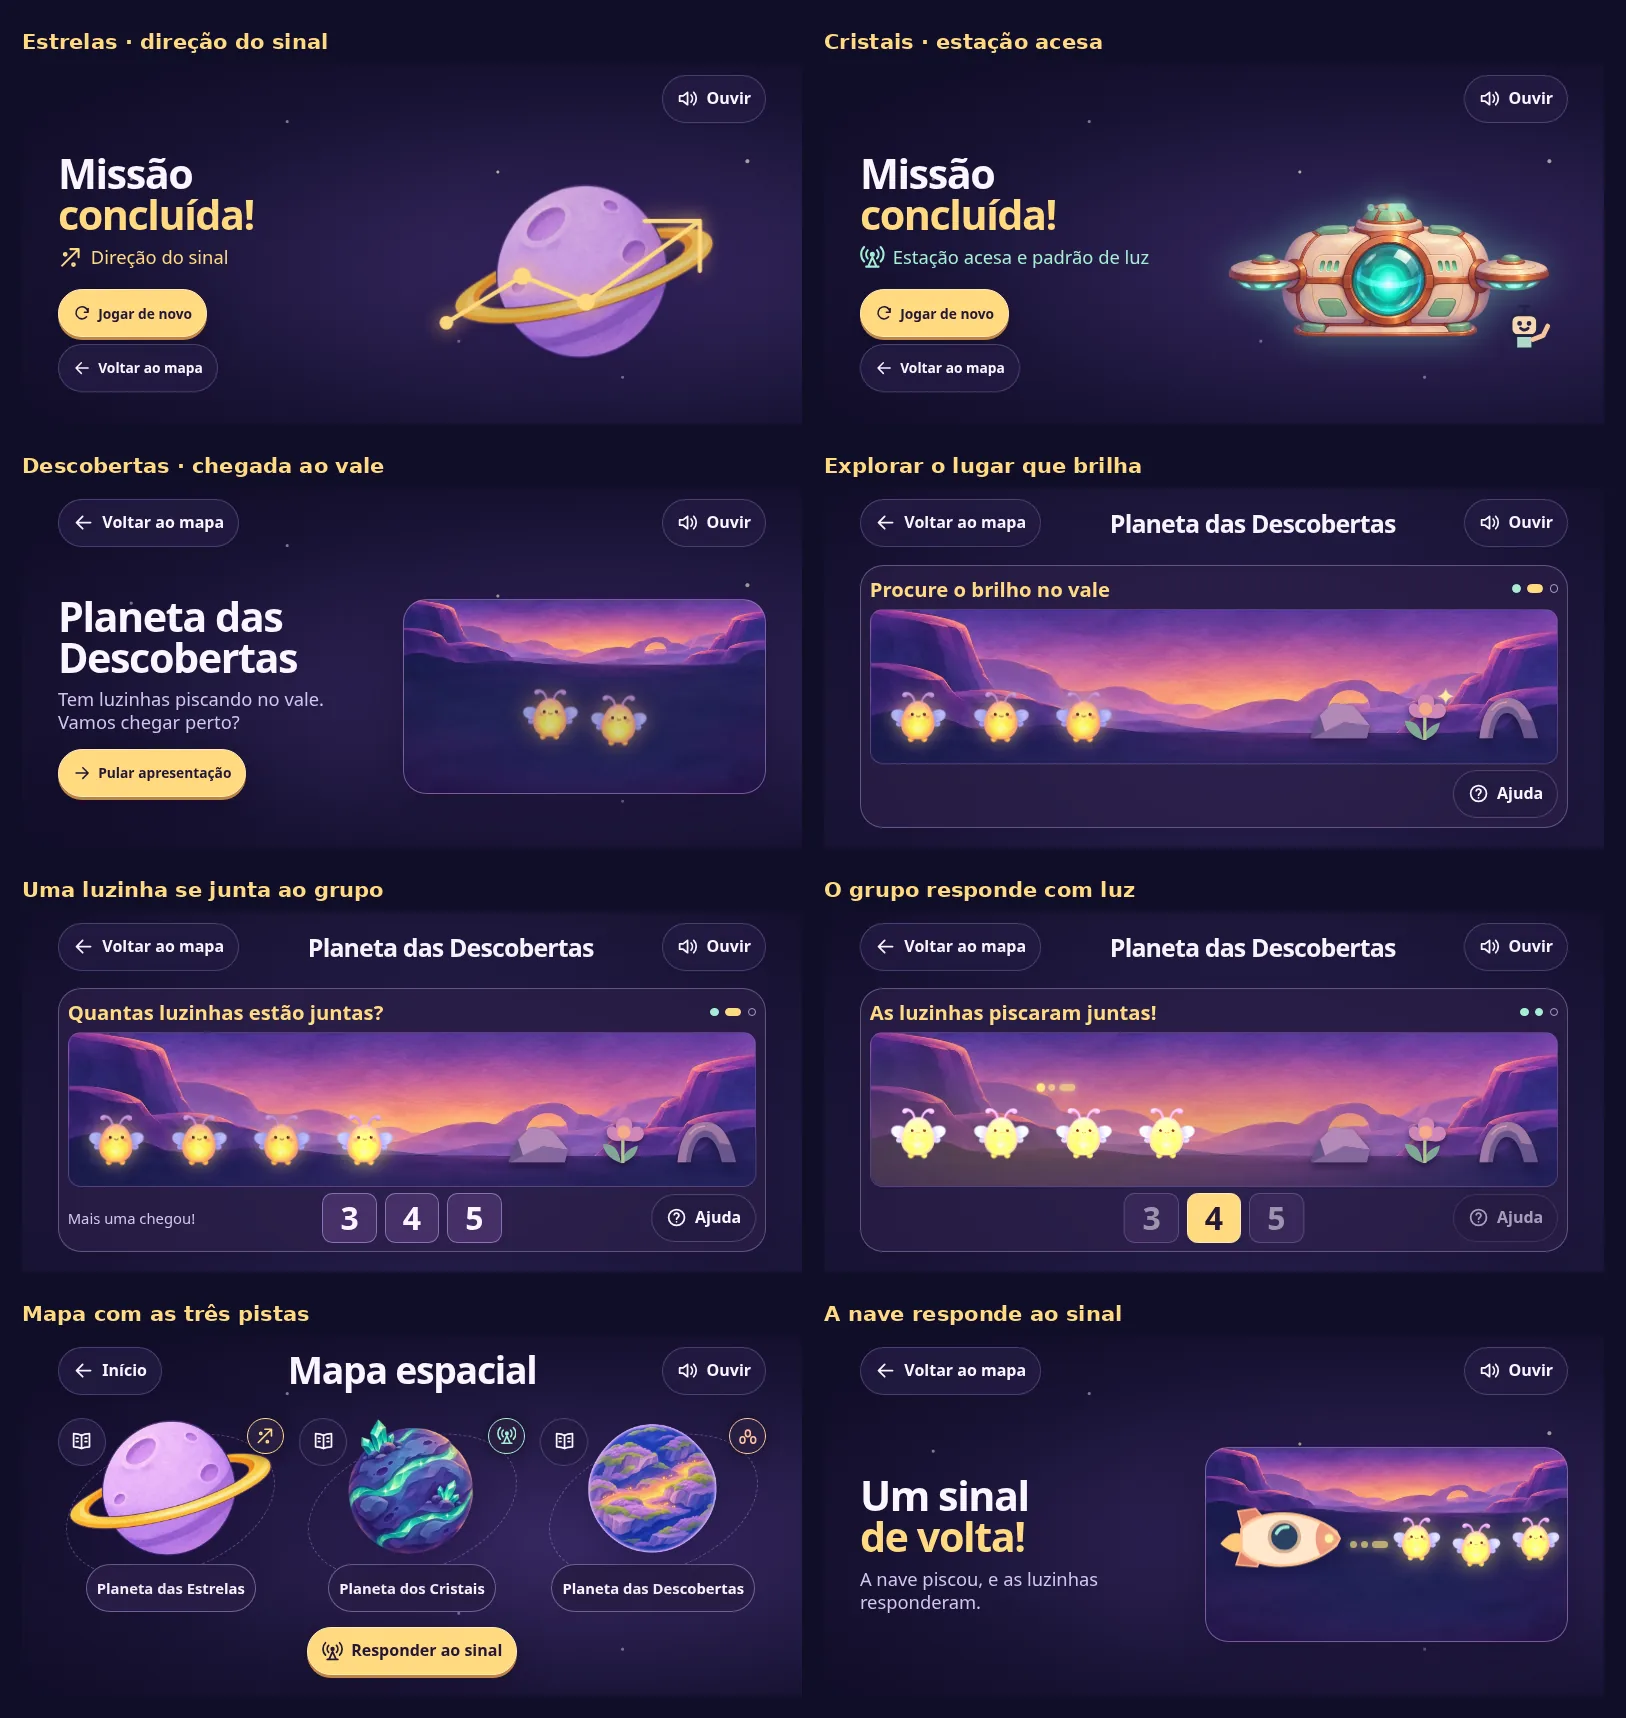 Estrelas · direção do sinal
Ouvir
Missão
concluída!
Direção do sinal
Jogar de novo
Voltar ao mapa
Cristais · estação acesa
Ouvir
Missão
concluída!
Estação acesa e padrão de luz
Jogar de novo
Voltar ao mapa
Descobertas · chegada ao vale
Voltar ao mapa
Ouvir
Planeta das
Descobertas
Tem luzinhas piscando no vale.
Vamos chegar perto?
Pular apresentação
Explorar o lugar que brilha
Voltar ao mapa
Planeta das Descobertas
Ouvir
Procure o brilho no vale
Ajuda
Uma luzinha se junta ao grupo
Voltar ao mapa
Planeta das Descobertas
Ouvir
Quantas luzinhas estão juntas?
Mais uma chegou!
3 4 5
Ajuda
O grupo responde com luz
Voltar ao mapa
Planeta das Descobertas
Ouvir
As luzinhas piscaram juntas!
3 4 5
Ajuda
Mapa com as três pistas
Início
Mapa espacial
Ouvir
Planeta das Estrelas
Planeta dos Cristais
Planeta das Descobertas
Responder ao sinal
A nave responde ao sinal
Voltar ao mapa
Ouvir
Um sinal
de volta!
A nave piscou, e as luzinhas
responderam.